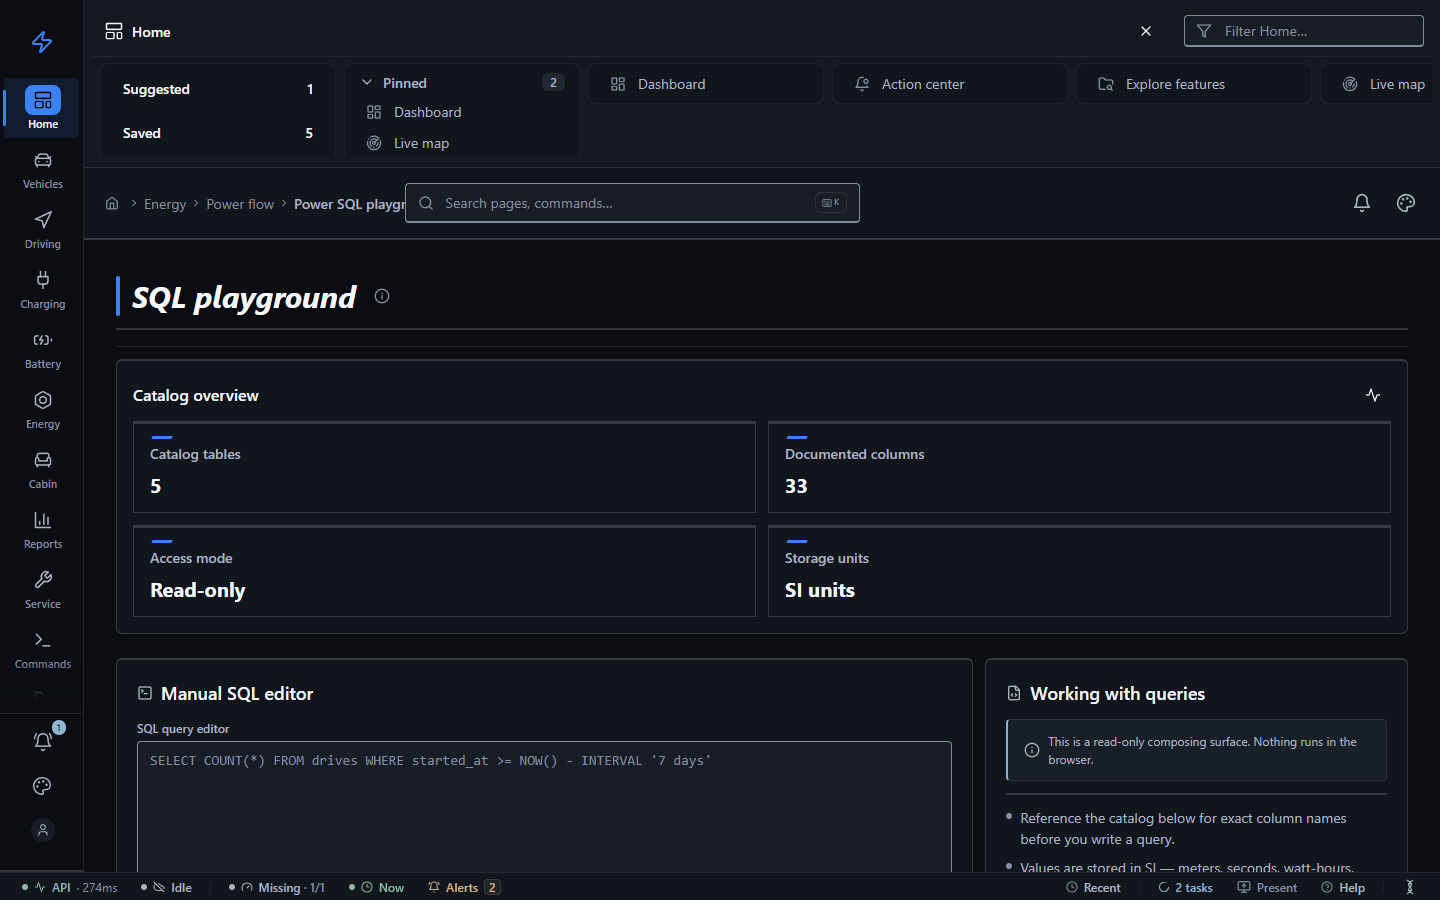 Home
Filter Home...
Suggested 1
Saved 5
Pinned 2
Dashboard
Live map
Dashboard
Action center
Explore features
Live map
Home
Vehicles
Driving
Charging
Battery
Energy
Cabin
Reports
Service
Commands
1
Energy
Power flow
Power SQL playgr
Search pages, commands...
K
SQL playground
Catalog overview
Catalog tables
5
Documented columns
33
Access mode
Read-only
Storage units
SI units
Manual SQL editor
SQL query editor
SELECT COUNT(*) FROM drives WHERE started_at >= NOW() - INTERVAL '7 days'
Working with queries
This is a read-only composing surface. Nothing runs in the
browser.
Reference the catalog below for exact column names
before you write a query.
Values are stored in SI — meters, seconds, watt-hours,
API · 274ms
Idle
Missing · 1/1
Now
Alerts 2
Recent
2 tasks
Present
Help